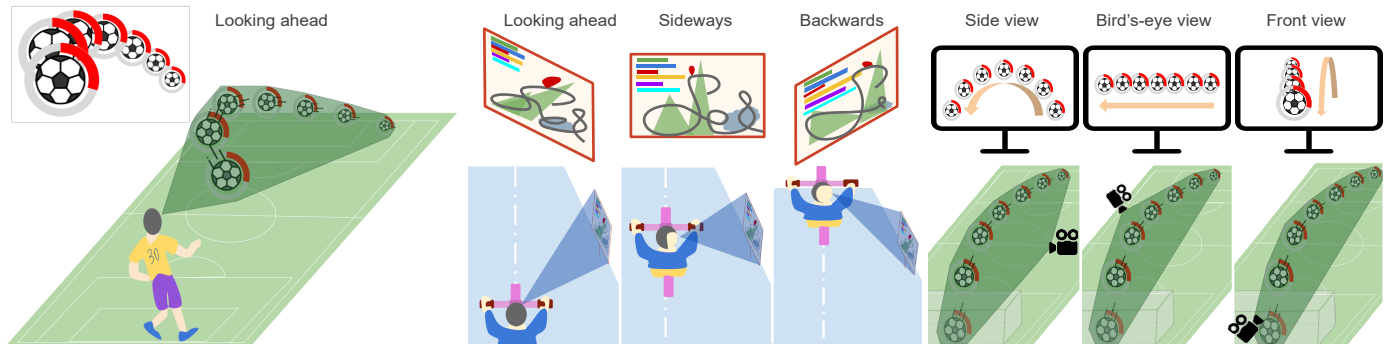 Looking ahead
Looking ahead
Sideways
Backwards
Side view
Bird's-eye view
Front view
30